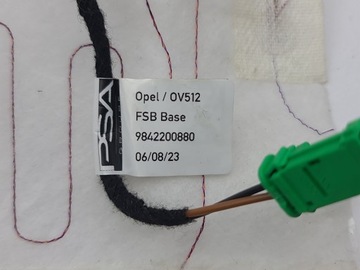 Opel / OV512
FSB Base
9842200880
06/08/23
PSA